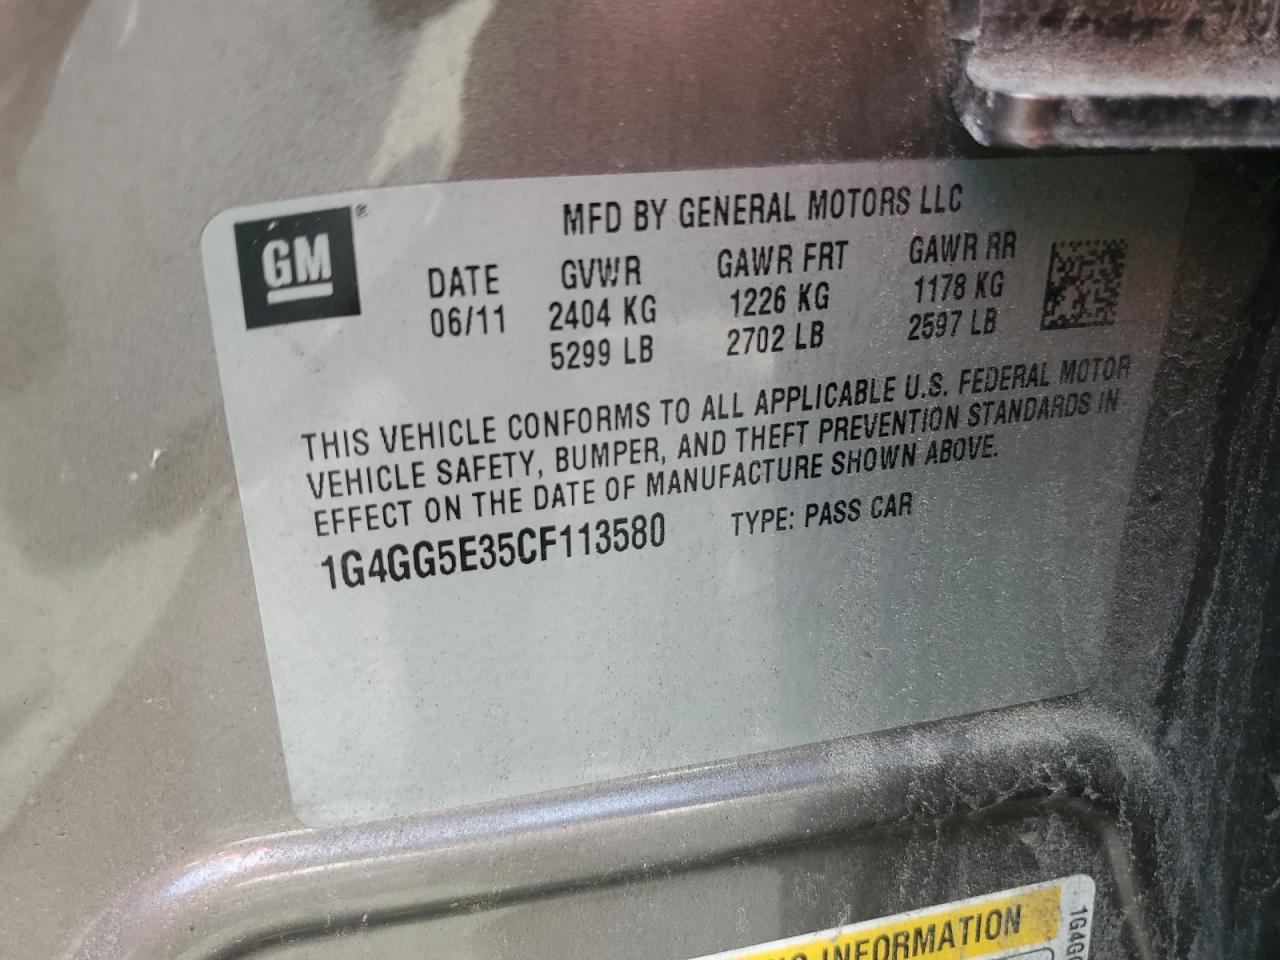 GM ®
MFD BY GENERAL MOTORS LLC
DATE GVWR GAWR FRT GAWR RR
06/11 2404 KG 1226 KG 1178 KG
5299 LB 2702 LB 2597 LB
THIS VEHICLE CONFORMS TO ALL APPLICABLE U.S. FEDERAL MOTOR
VEHICLE SAFETY, BUMPER, AND THEFT PREVENTION STANDARDS IN
EFFECT ON THE DATE OF MANUFACTURE SHOWN ABOVE.
1G4GG5E35CF113580 TYPE: PASS CAR
INFORMATION